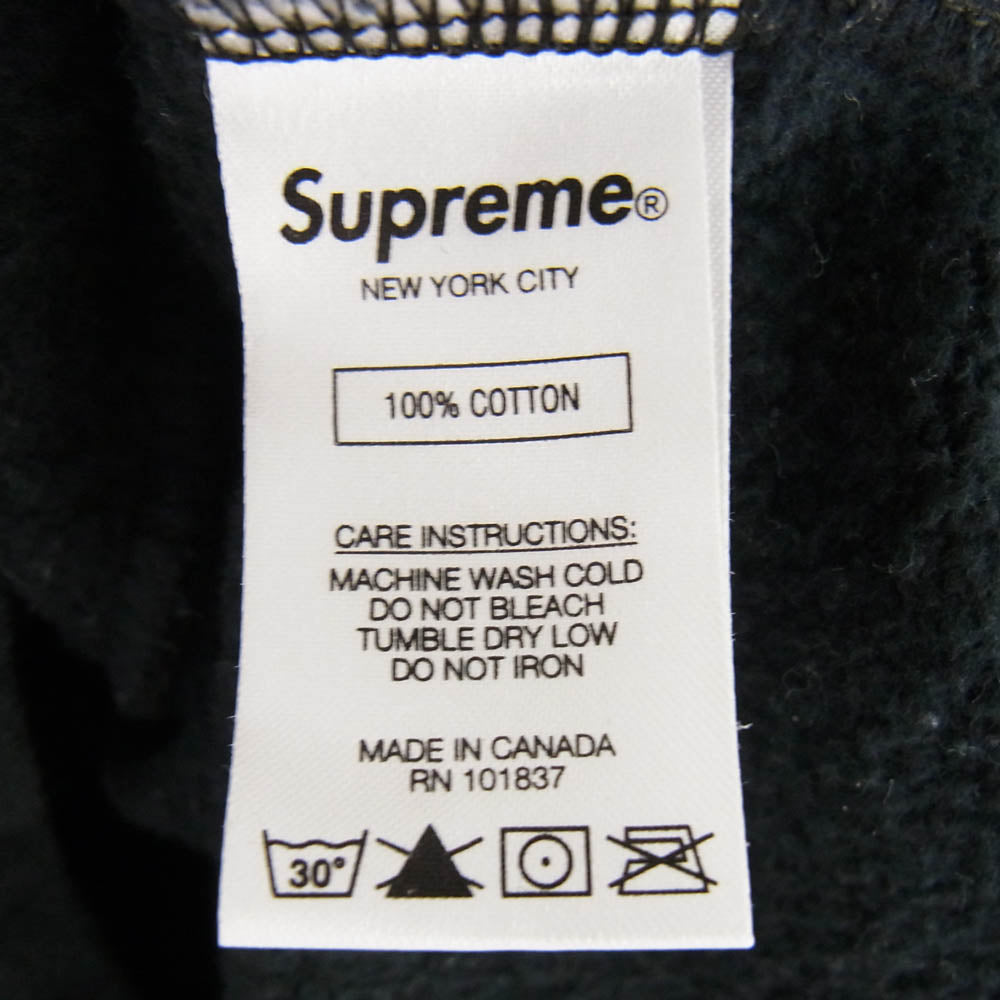 Supreme®
NEW YORK CITY
100% COTTON
CARE INSTRUCTIONS:
MACHINE WASH COLD
DO NOT BLEACH
TUMBLE DRY LOW
DO NOT IRON
MADE IN CANADA
RN 101837
30°